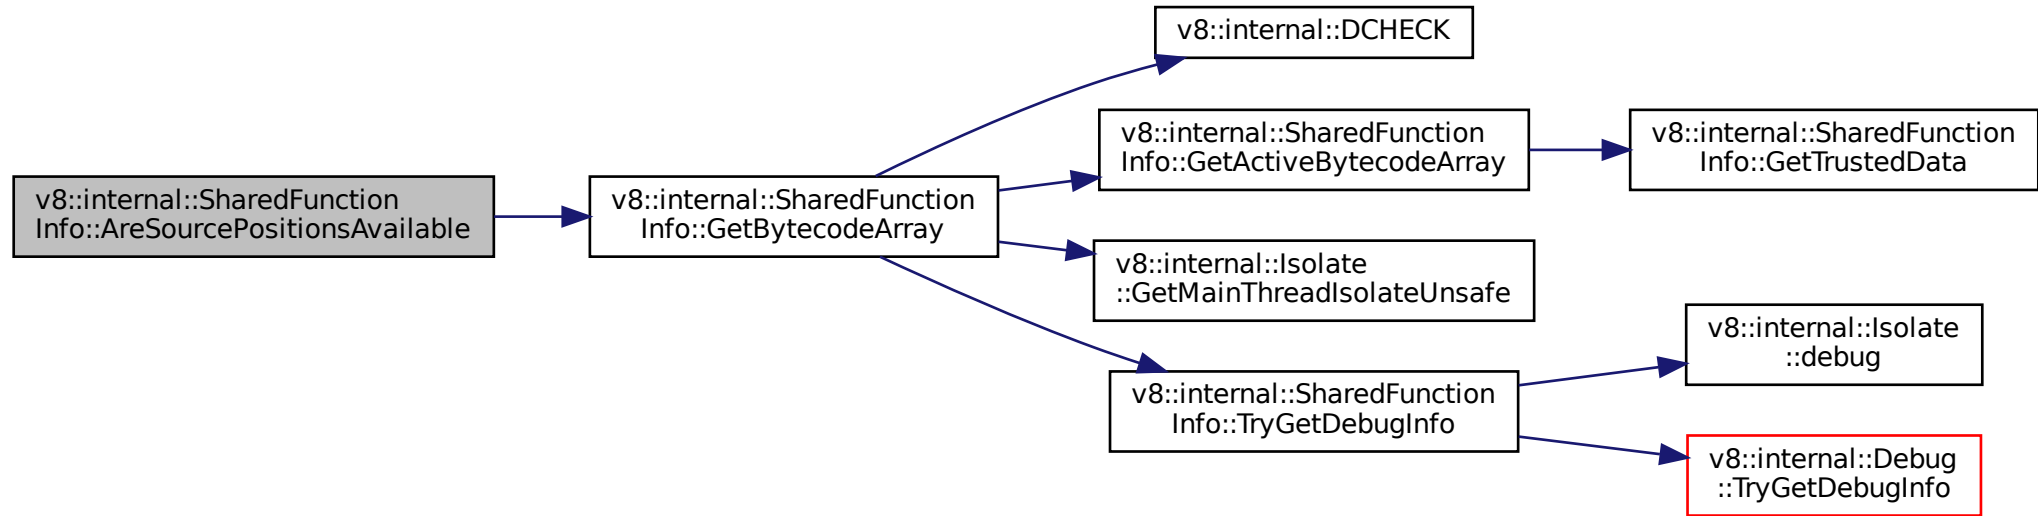 v8::internal::SharedFunction
Info::AreSourcePositionsAvailable
v8::internal::SharedFunction
Info::GetBytecodeArray
v8::internal::DCHECK
v8::internal::SharedFunction
Info::GetActiveBytecodeArray
v8::internal::SharedFunction
Info::GetTrustedData
v8::internal::Isolate
::GetMainThreadIsolateUnsafe
v8::internal::SharedFunction
Info::TryGetDebugInfo
v8::internal::Isolate
::debug
v8::internal::Debug
::TryGetDebugInfo